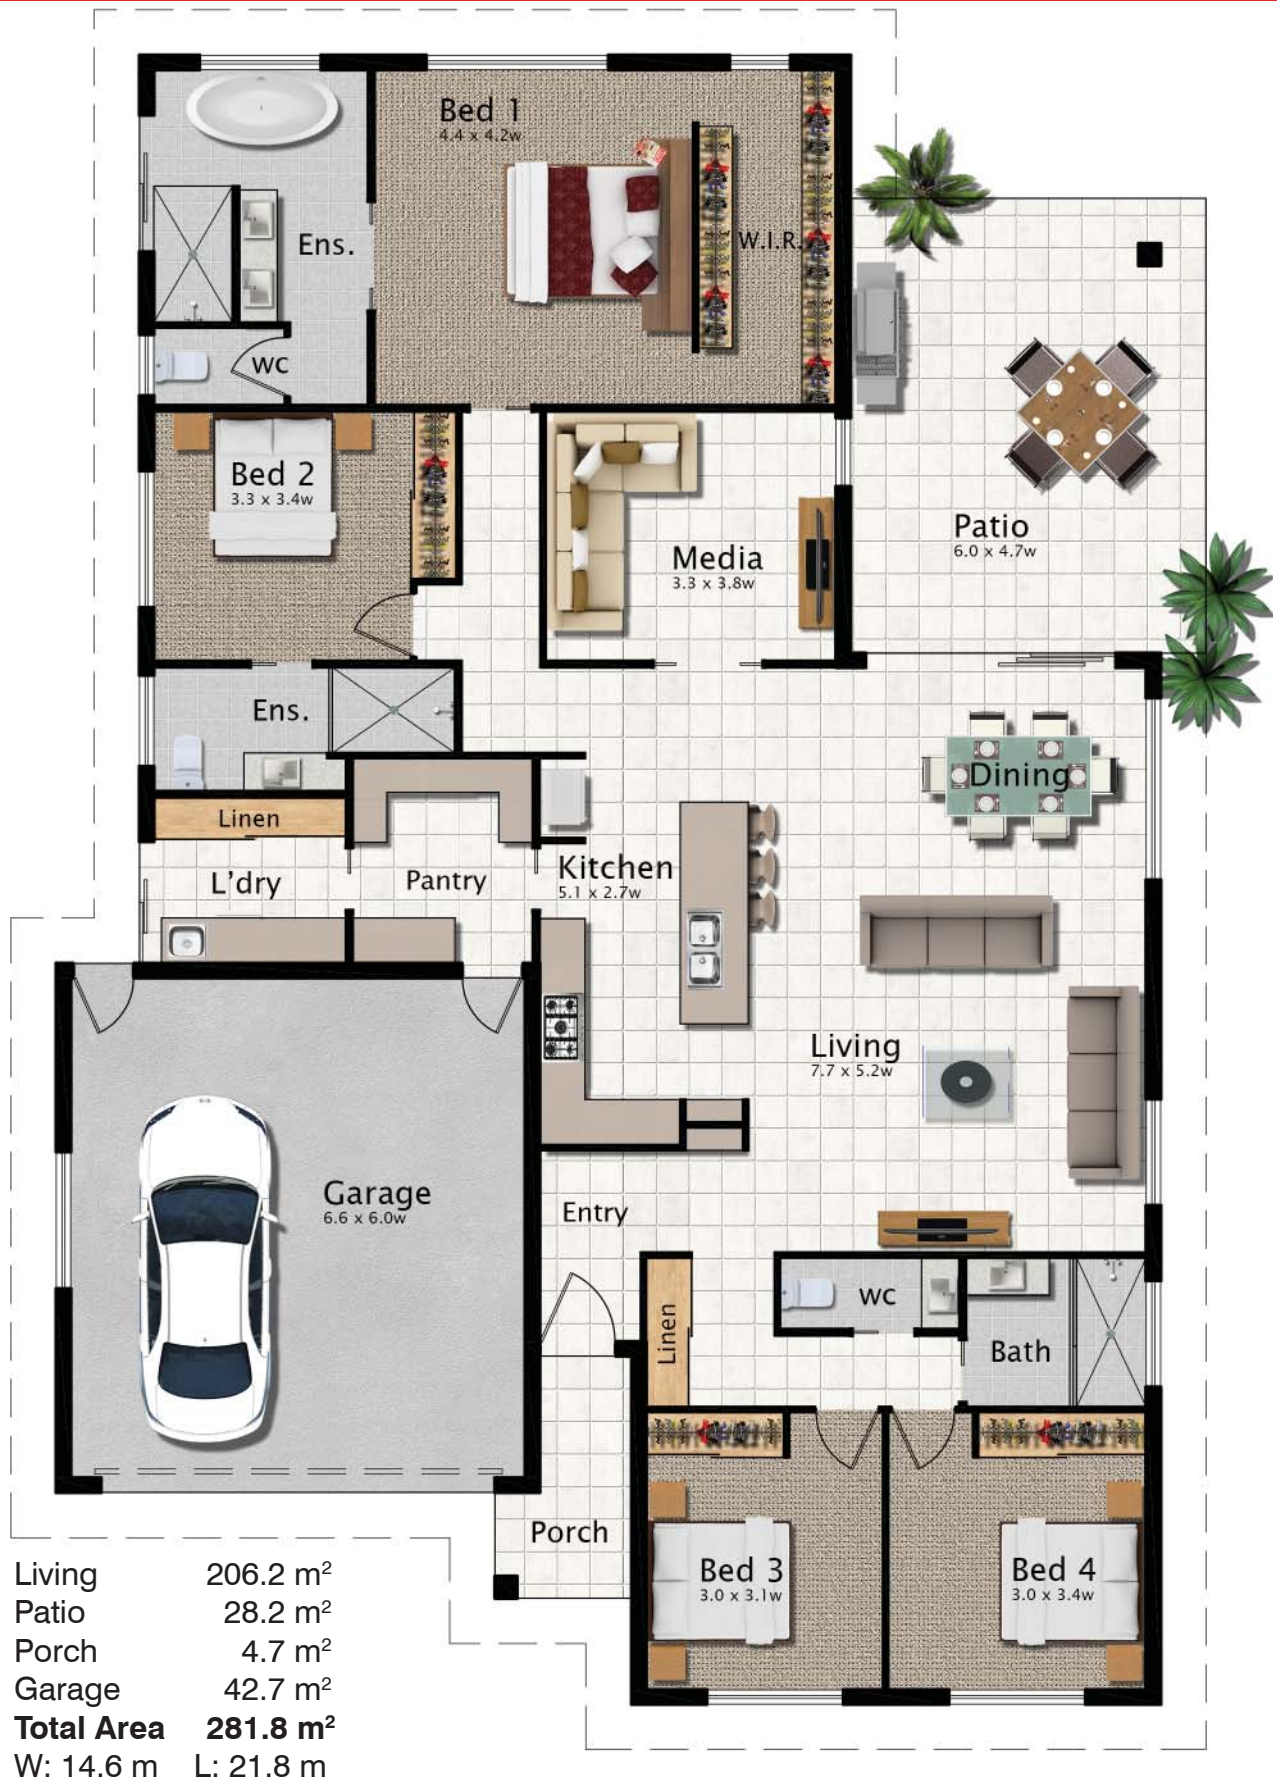 Bed 1
4.4 x 4.2w
W.I.R.
Ens.
wc
Bed 2
3.3 x 3.4w
Media
3.3 x 3.8w
Patio
6.0 x 4.7w
Ens.
Dining
Linen
Kitchen
5.1 x 2.7w
L'dry
Pantry
Living
7.7 x 5.2w
Garage
6.6 x 6.0w
Entry
wc
Linen
Bath
Porch
Bed 3
3.0 x 3.1w
Bed 4
3.0 x 3.4w
Living 206.2 m²
Patio 28.2 m²
Porch 4.7 m²
Garage 42.7 m²
Total Area 281.8 m²
W: 14.6 m L: 21.8 m